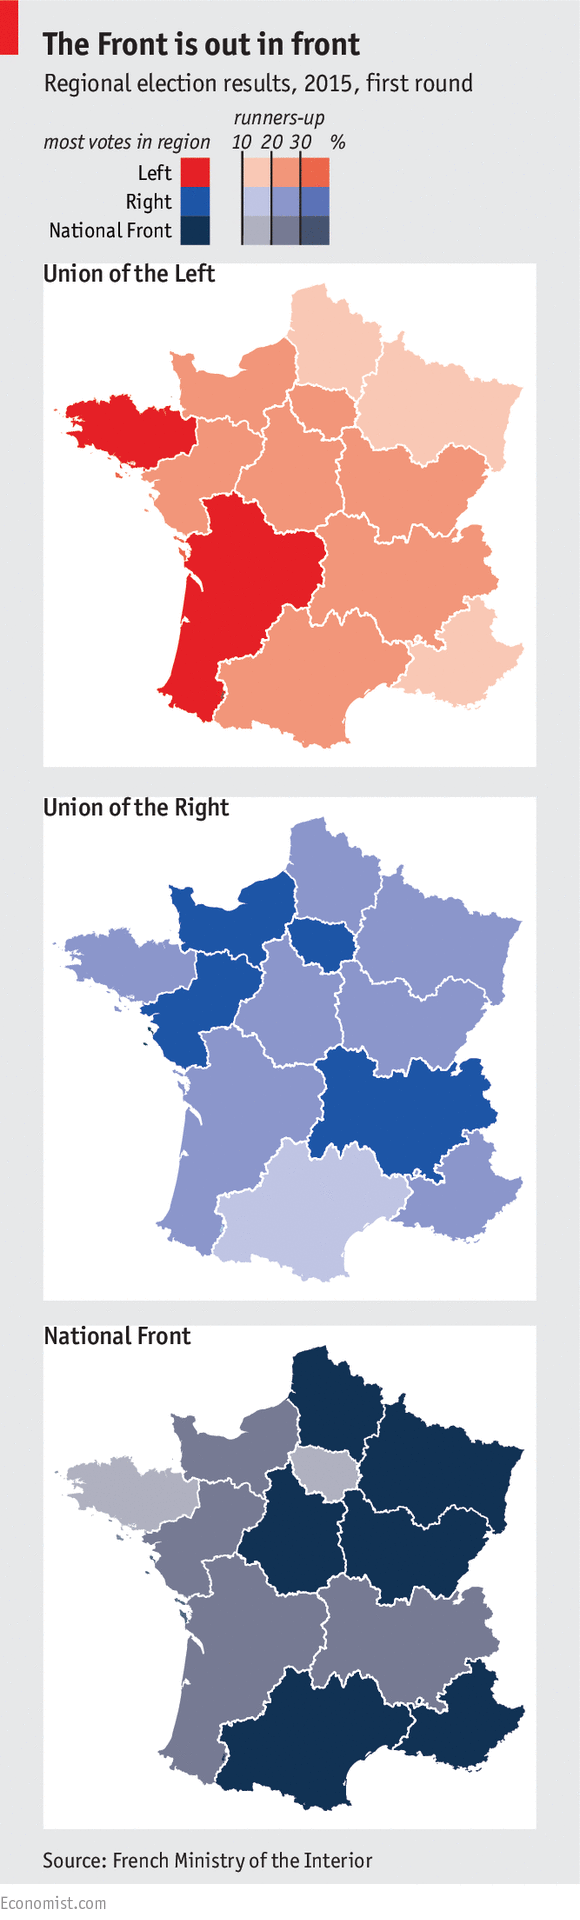 The Front is out in front
Regional election results, 2015, first round
runners-up
most votes in region 10 20 30 %
Left
Right
National Front
Union of the Left
Union of the Right
National Front
Source: French Ministry of the Interior
Economist.com